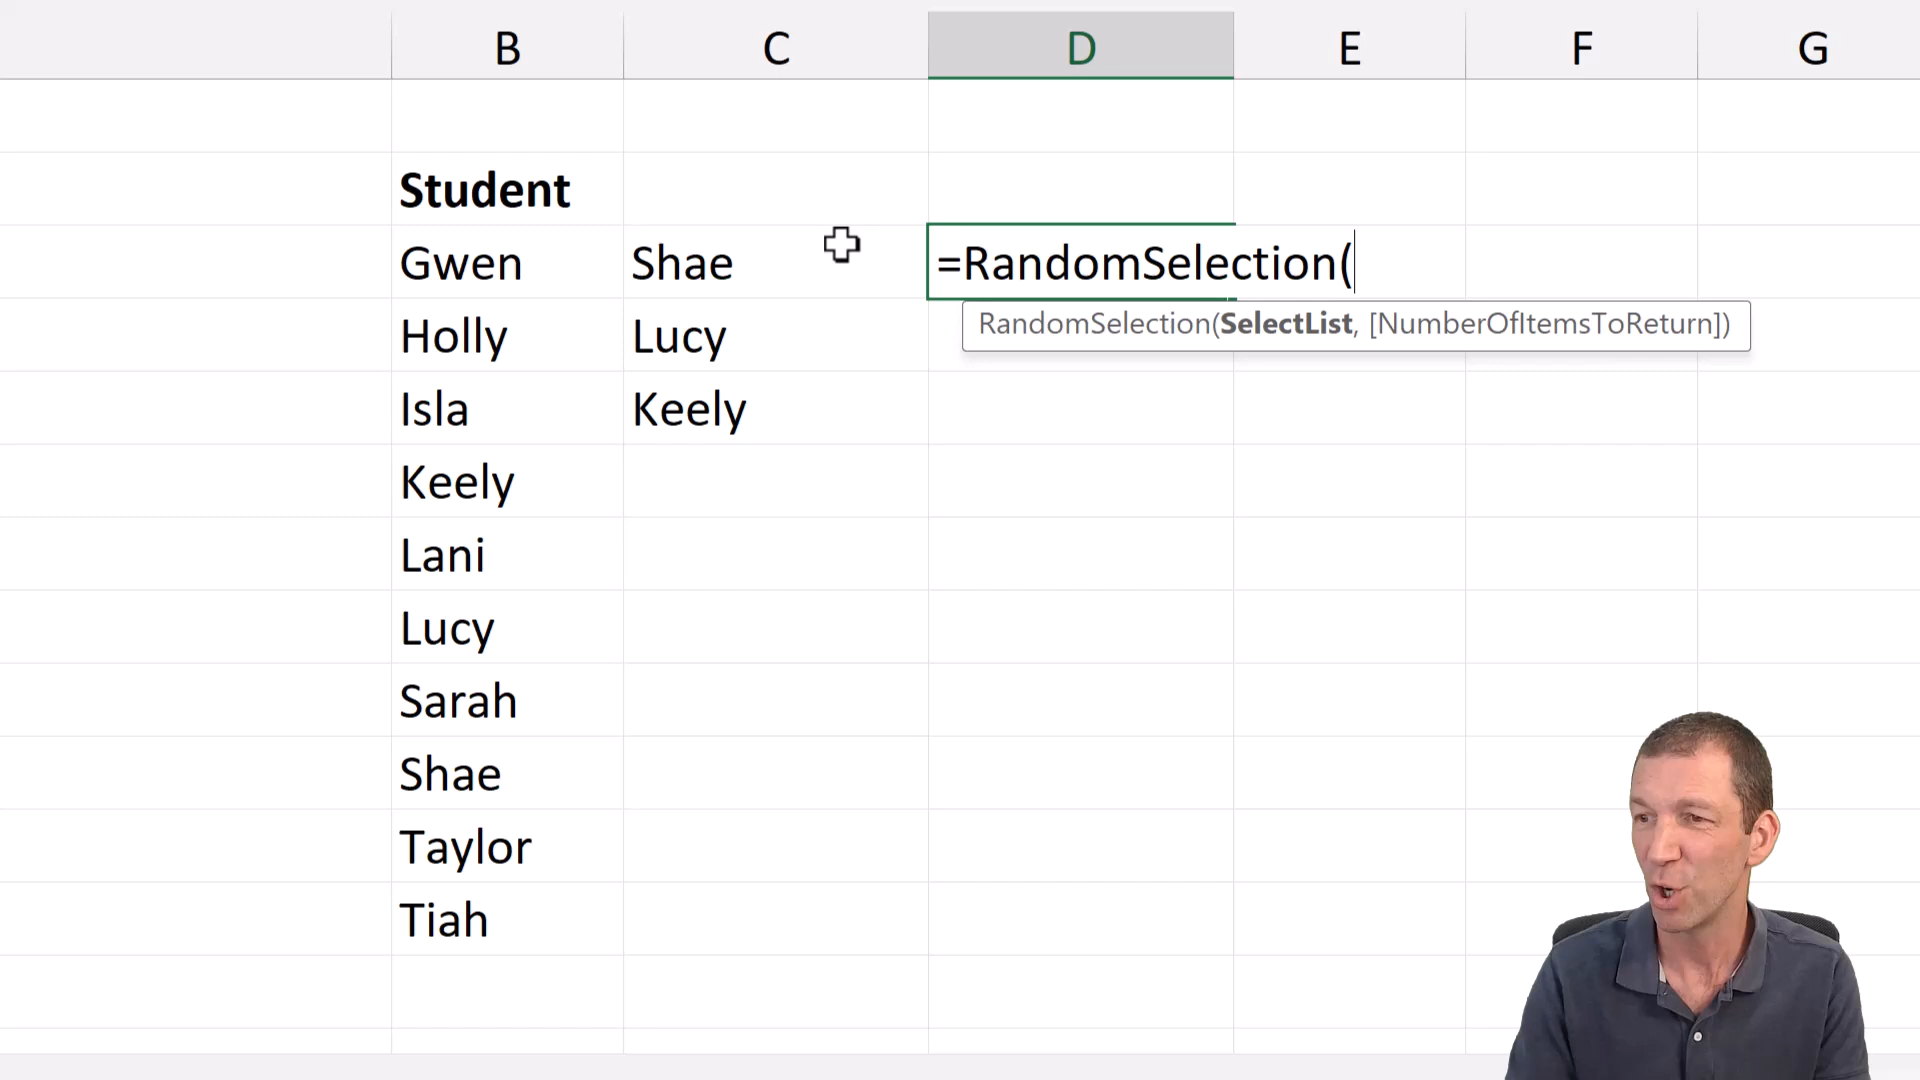 B C D E F G
Student
Gwen Shae =RandomSelection(
RandomSelection(SelectList, [NumberOfItemsToReturn])
Holly Lucy
Isla Keely
Keely
Lani
Lucy
Sarah
Shae
Taylor
Tiah